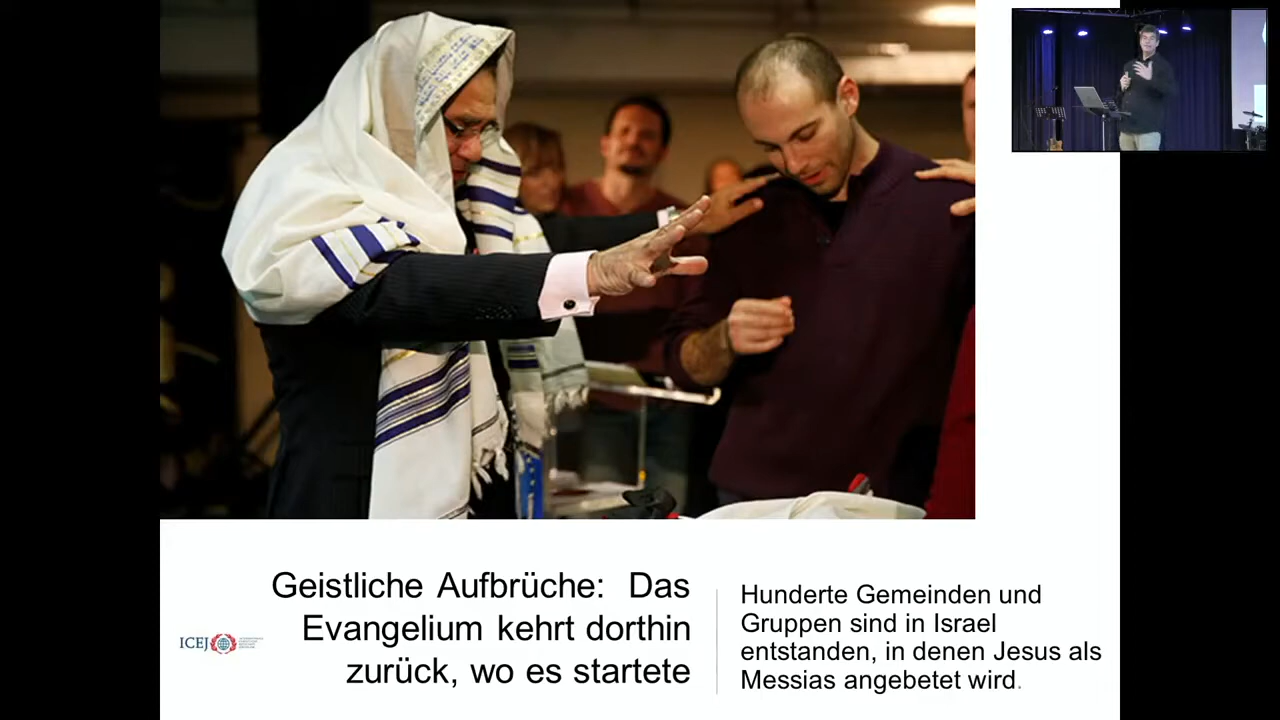 Geistliche Aufbrüche: Das
Evangelium kehrt dorthin
zurück, wo es startete
Hunderte Gemeinden und
Gruppen sind in Israel
entstanden, in denen Jesus als
Messias angebetet wird.
ICEJ